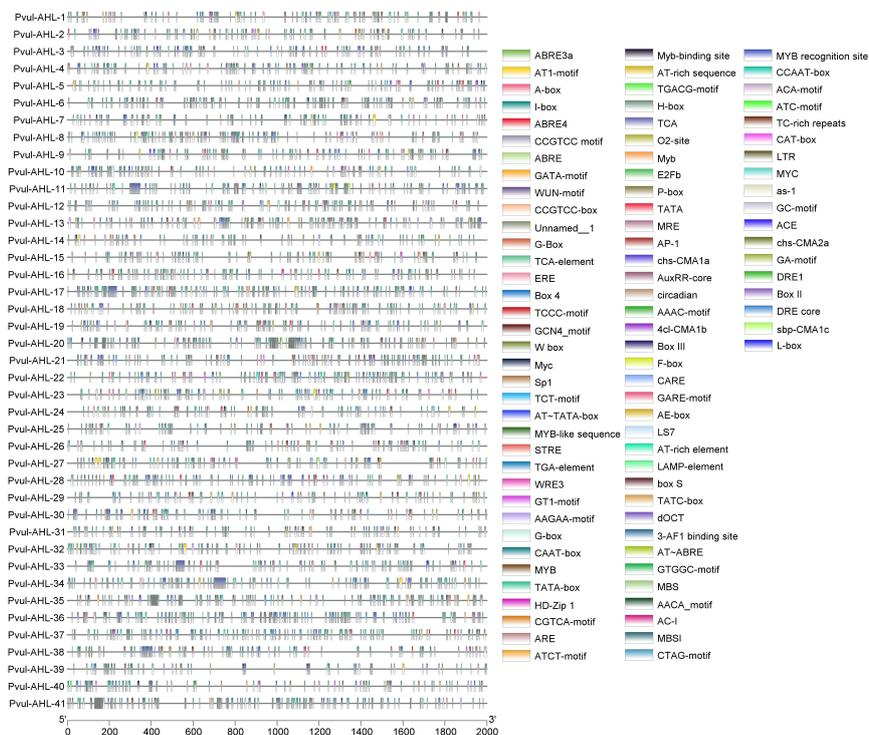 Pvul-AHL-1
Pvul-AHL-2
Pvul-AHL-3
Pvul-AHL-4
Pvul-AHL-5
Pvul-AHL-6
Pvul-AHL-7
Pvul-AHL-8
Pvul-AHL-9
Pvul-AHL-10
Pvul-AHL-11
Pvul-AHL-12
Pvul-AHL-13
Pvul-AHL-14
Pvul-AHL-15
Pvul-AHL-16
Pvul-AHL-17
Pvul-AHL-18
Pvul-AHL-19
Pvul-AHL-20
Pvul-AHL-21
Pvul-AHL-22
Pvul-AHL-23
Pvul-AHL-24
Pvul-AHL-25
Pvul-AHL-26
Pvul-AHL-27
Pvul-AHL-28
Pvul-AHL-29
Pvul-AHL-30
Pvul-AHL-31
Pvul-AHL-32
Pvul-AHL-33
Pvul-AHL-34
Pvul-AHL-35
Pvul-AHL-36
Pvul-AHL-37
Pvul-AHL-38
Pvul-AHL-39
Pvul-AHL-40
Pvul-AHL-41
5' 3'
0 200 400 600 800 1000 1200 1400 1600 1800 2000
ABRE3a
AT1-motif
A-box
I-box
ABRE4
CCGTCC motif
ABRE
GATA-motif
WUN-motif
CCGTCC-box
Unnamed__1
G-Box
TCA-element
ERE
Box 4
TCCC-motif
GCN4_motif
W box
Myc
Sp1
TCT-motif
AT~TATA-box
MYB-like sequence
STRE
TGA-element
WRE3
GT1-motif
AAGAA-motif
G-box
CAAT-box
MYB
TATA-box
HD-Zip 1
CGTCA-motif
ARE
ATCT-motif
Myb-binding site
AT-rich sequence
TGACG-motif
H-box
TCA
O2-site
Myb
E2Fb
P-box
TATA
MRE
AP-1
chs-CMA1a
AuxRR-core
circadian
AAAC-motif
4cl-CMA1b
Box III
F-box
CARE
GARE-motif
AE-box
LS7
AT-rich element
LAMP-element
box S
TATC-box
dOCT
3-AF1 binding site
AT~ABRE
GTGGC-motif
MBS
AACA_motif
AC-I
MBSI
CTAG-motif
MYB recognition site
CCAAT-box
ACA-motif
ATC-motif
TC-rich repeats
CAT-box
LTR
MYC
as-1
GC-motif
ACE
chs-CMA2a
GA-motif
DRE1
Box II
DRE core
sbp-CMA1c
L-box